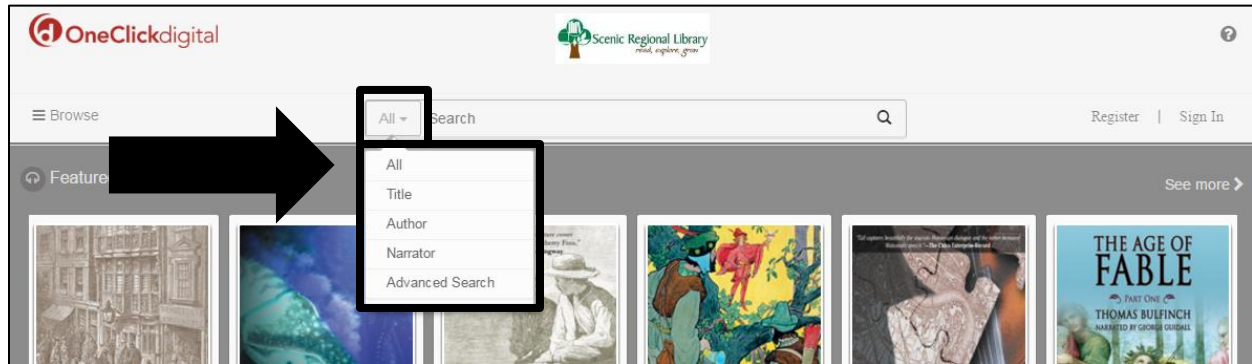 OneClickdigital
Scenic Regional Library
read, explore, grow
Browse
All
Search
Register | Sign In
Feature
See more
All
Title
Author
Narrator
Advanced Search
THE AGE OF
FABLE
PART ONE
THOMAS BULFINCH
NARRATED BY GEORGE GUIDALL